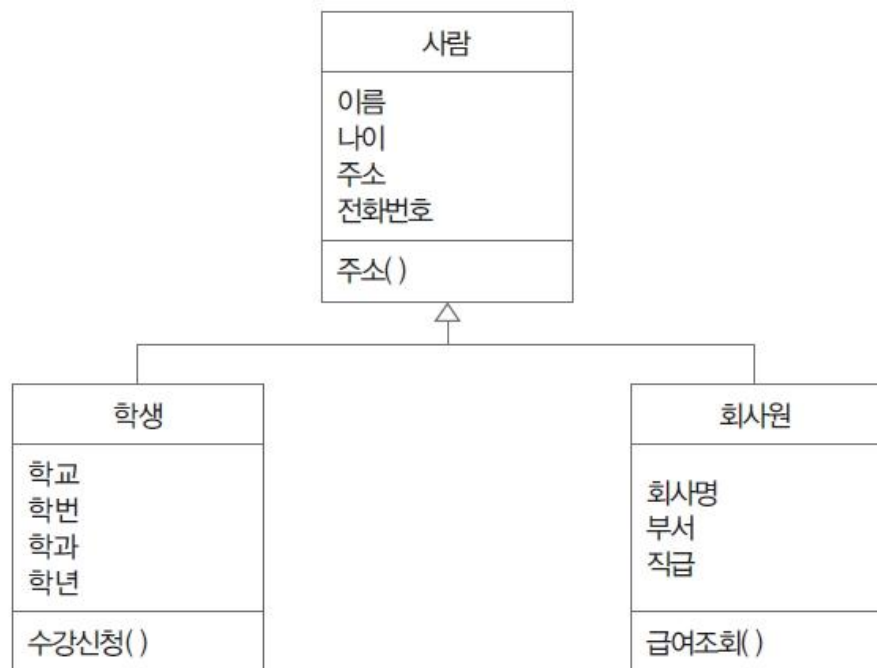 사람
이름
나이
주소
전화번호
주소( )
학생
학교
학번
학과
학년
수강신청( )
회사원
회사명
부서
직급
급여조회( )